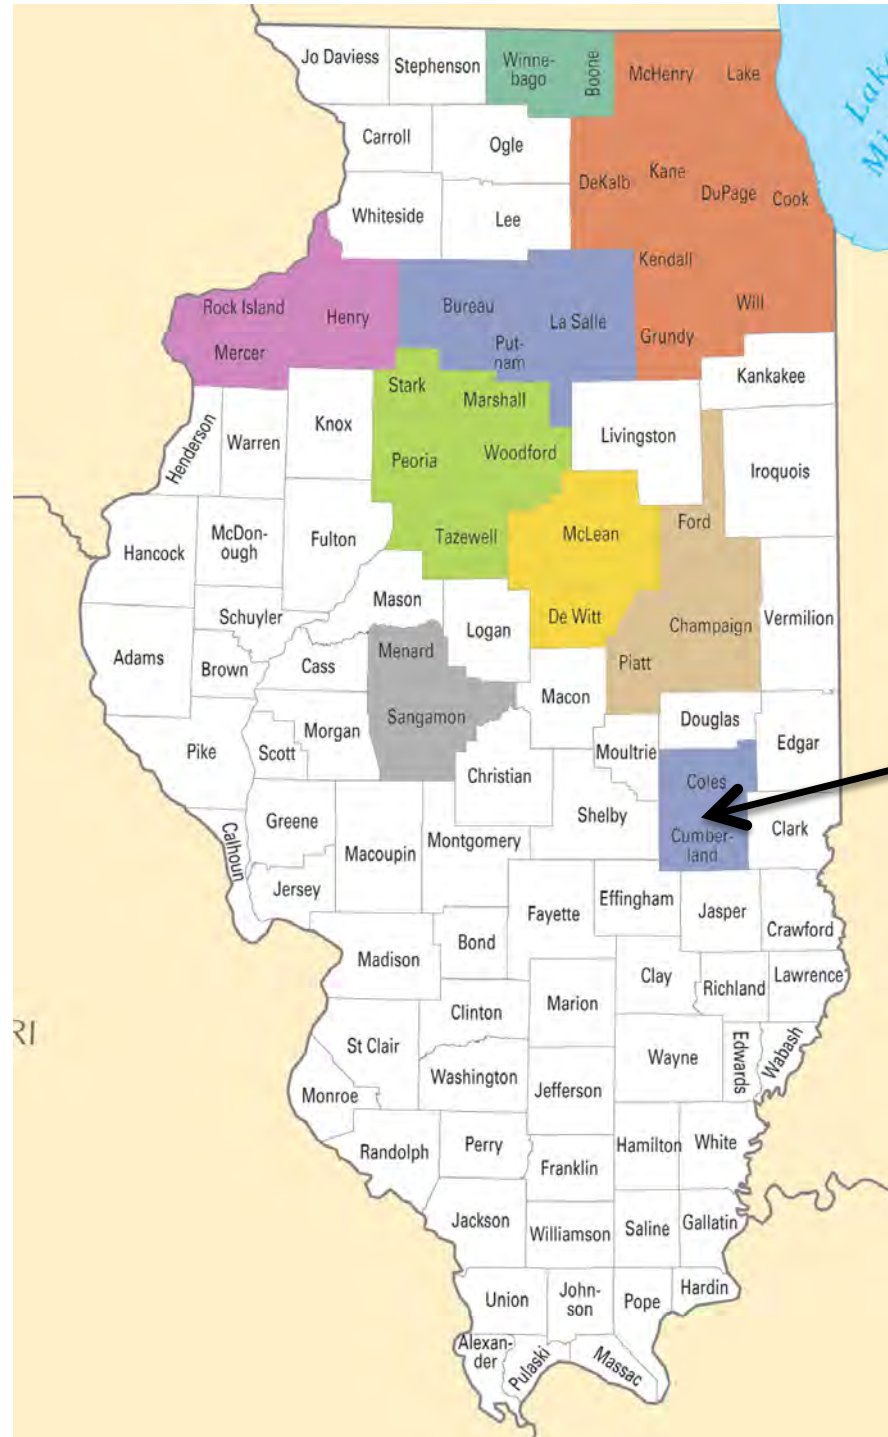 Jo Daviess
Stephenson
Winne-
bago
Boone
McHenry
Lake
Lake
Mi
Carroll
Ogle
DeKalb
Kane
DuPage
Cook
Whiteside
Lee
Kendall
Rock Island
Henry
Bureau
La Salle
Will
Mercer
Put-
nam
Grundy
Kankakee
Stark
Marshall
Henderson
Warren
Knox
Peoria
Woodford
Livingston
Iroquois
Hancock
McDon-
ough
Fulton
Tazewell
McLean
Ford
Mason
Schuyler
Logan
De Witt
Champaign
Vermilion
Adams
Brown
Cass
Menard
Piatt
Macon
Pike
Scott
Morgan
Sangamon
Christian
Moultrie
Douglas
Edgar
Coles
Shelby
Calhoun
Greene
Macoupin
Montgomery
Cumber-
land
Clark
Jersey
Fayette
Effingham
Jasper
Crawford
Madison
Bond
Clay
Richland
Lawrence
RI
Clinton
Marion
St Clair
Wayne
Edwards
Wabash
Monroe
Washington
Jefferson
Randolph
Perry
Hamilton
White
Franklin
Jackson
Williamson
Saline
Gallatin
Union
John-
son
Pope
Hardin
Alexan-
der
Pulaski
Massac